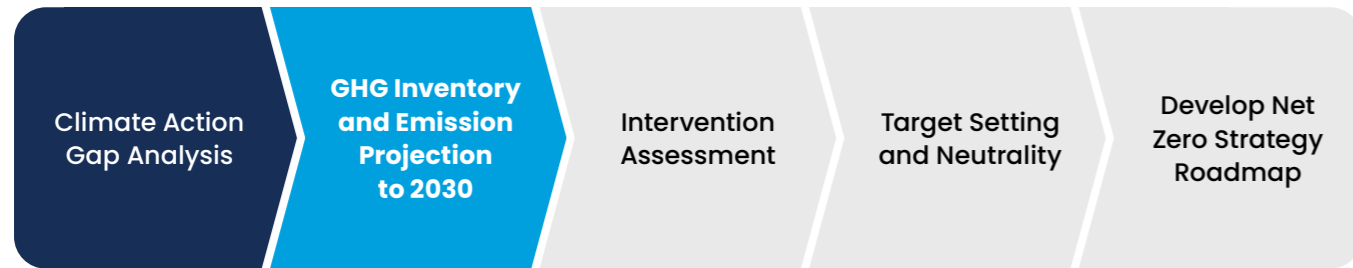 Climate Action
Gap Analysis
GHG Inventory
and Emission
Projection
to 2030
Intervention
Assessment
Target Setting
and Neutrality
Develop Net
Zero Strategy
Roadmap